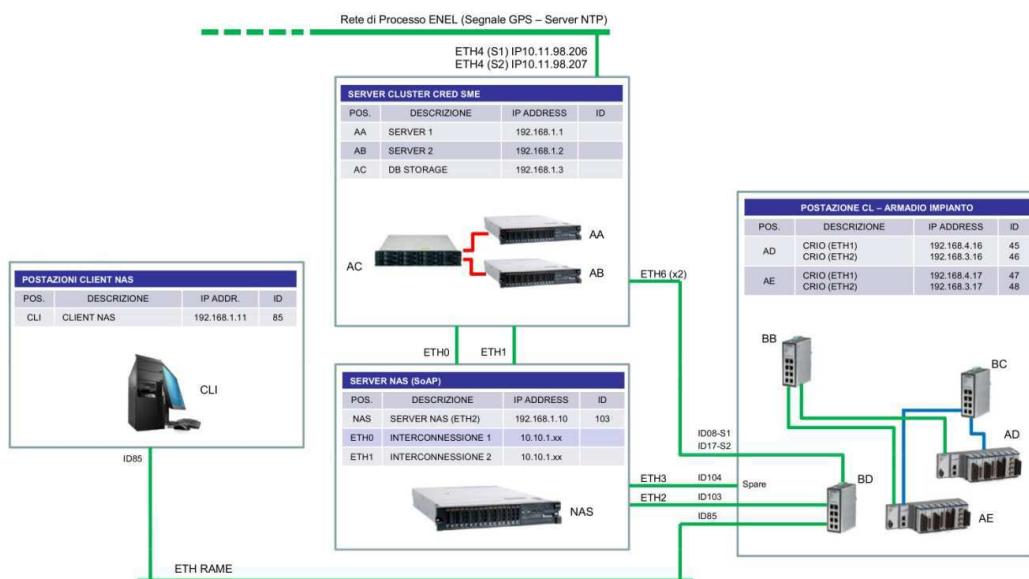 Rete di Processo ENEL (Segnale GPS – Server NTP)
ETH4 (S1) IP10.11.98.206
ETH4 (S2) IP10.11.98.207
SERVER CLUSTER CRED SME
POS. DESCRIZIONE IP ADDRESS ID
AA SERVER 1 192.168.1.1
AB SERVER 2 192.168.1.2
AC DB STORAGE 192.168.1.3
AA
AC
AB
ETH6 (x2)
POSTAZIONE CL – ARMADIO IMPIANTO
POS. DESCRIZIONE IP ADDRESS ID
AD
CRIO (ETH1) 192.168.4.16 45
CRIO (ETH2) 192.168.3.16 46
AE
CRIO (ETH1) 192.168.4.17 47
CRIO (ETH2) 192.168.3.17 48
BB
BC
AD
BD
AE
POSTAZIONI CLIENT NAS
POS. DESCRIZIONE IP ADDR. ID
CLI CLIENT NAS 192.168.1.11 85
CLI
ID85
ETH0 ETH1
SERVER NAS (SoAP)
POS. DESCRIZIONE IP ADDRESS ID
NAS SERVER NAS (ETH2) 192.168.1.10 103
ETH0 INTERCONNESSIONE 1 10.10.1.xx
ETH1 INTERCONNESSIONE 2 10.10.1.xx
NAS
ID08-S1
ID17-S2
ETH3 ID104 Spare
ETH2 ID103
ID85
ETH RAME